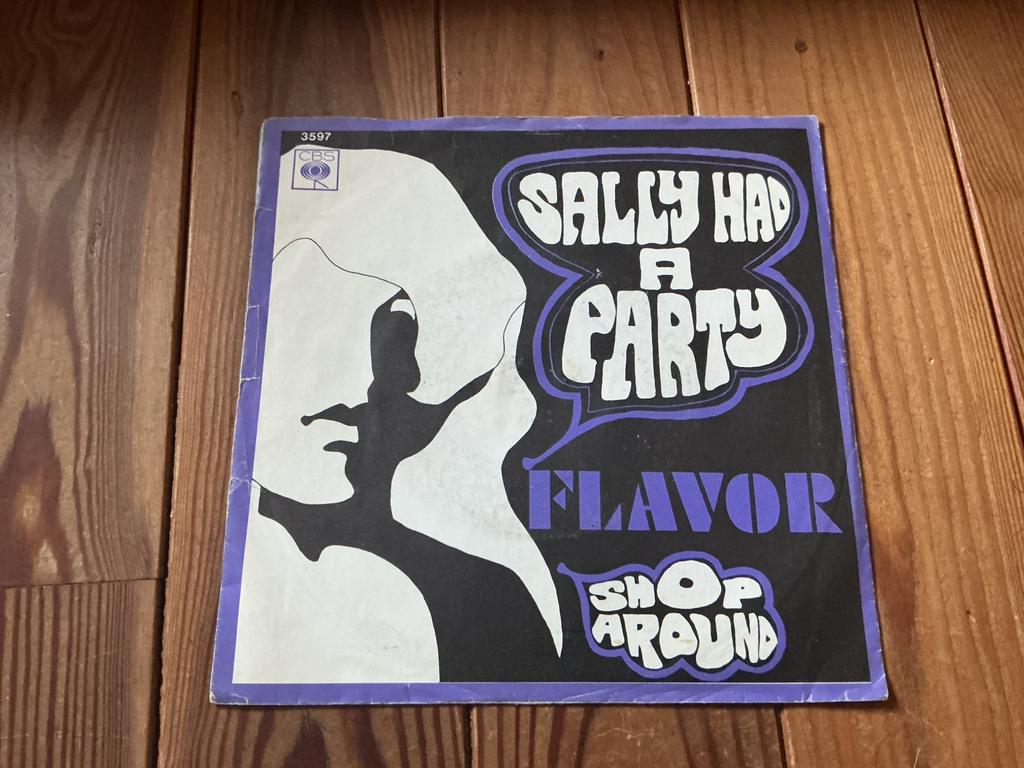 3597
CBS
SALLY HAD
A
PARTY
FLAVOR
SHOP
AROUND